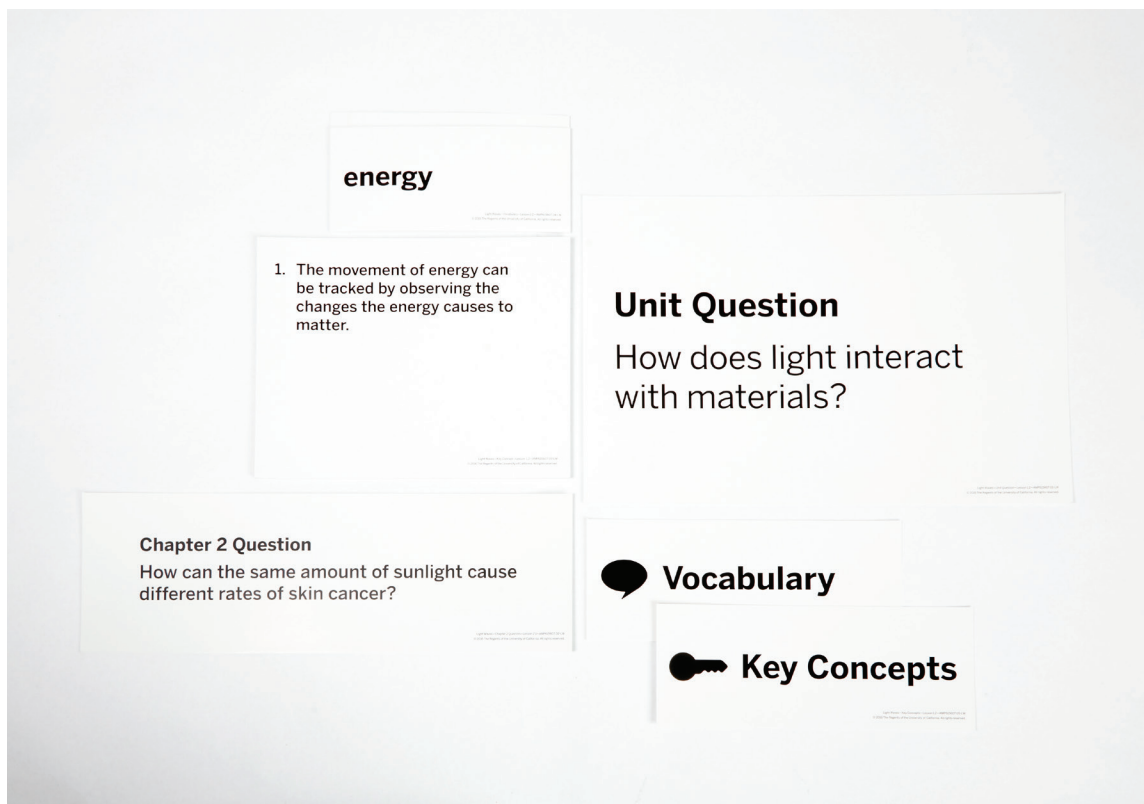 energy
1. The movement of energy can
be tracked by observing the
changes the energy causes to
matter.
Unit Question
How does light interact
with materials?
Chapter 2 Question
How can the same amount of sunlight cause
different rates of skin cancer?
Vocabulary
Key Concepts